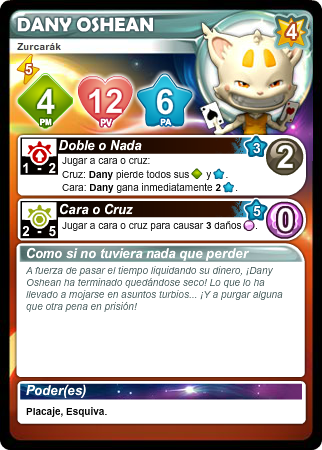 DANY OSHEAN
4
Zurcarák
5
4
PM
12
PV
6
PA
Doble o Nada
3
2
1 - 2
Jugar a cara o cruz:
Cruz: Dany pierde todos sus y .
Cara: Dany gana inmediatamente 2 .
Cara o Cruz
5
0
2 - 5
Jugar a cara o cruz para causar 3 daños .
Como si no tuviera nada que perder
A fuerza de pasar el tiempo liquidando su dinero, ¡Dany
Oshean ha terminado quedándose seco! Lo que lo ha
llevado a mojarse en asuntos turbios... ¡Y a purgar alguna
que otra pena en prisión!
Poder(es)
Placaje, Esquiva.